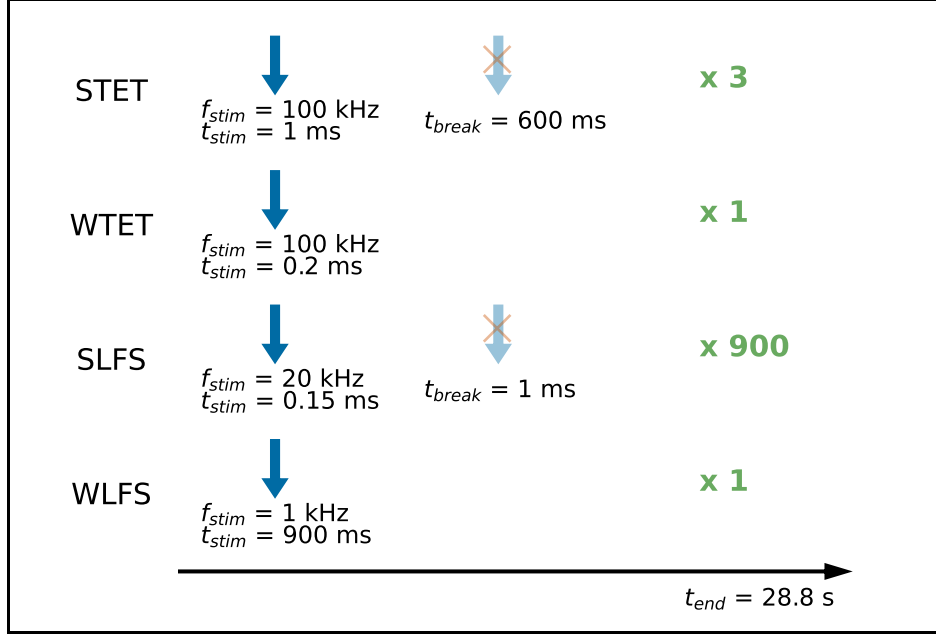 STET
f_stim = 100 kHz
t_stim = 1 ms
t_break = 600 ms
x 3
WTET
f_stim = 100 kHz
t_stim = 0.2 ms
x 1
SLFS
f_stim = 20 kHz
t_stim = 0.15 ms
t_break = 1 ms
x 900
WLFS
f_stim = 1 kHz
t_stim = 900 ms
x 1
t_end = 28.8 s